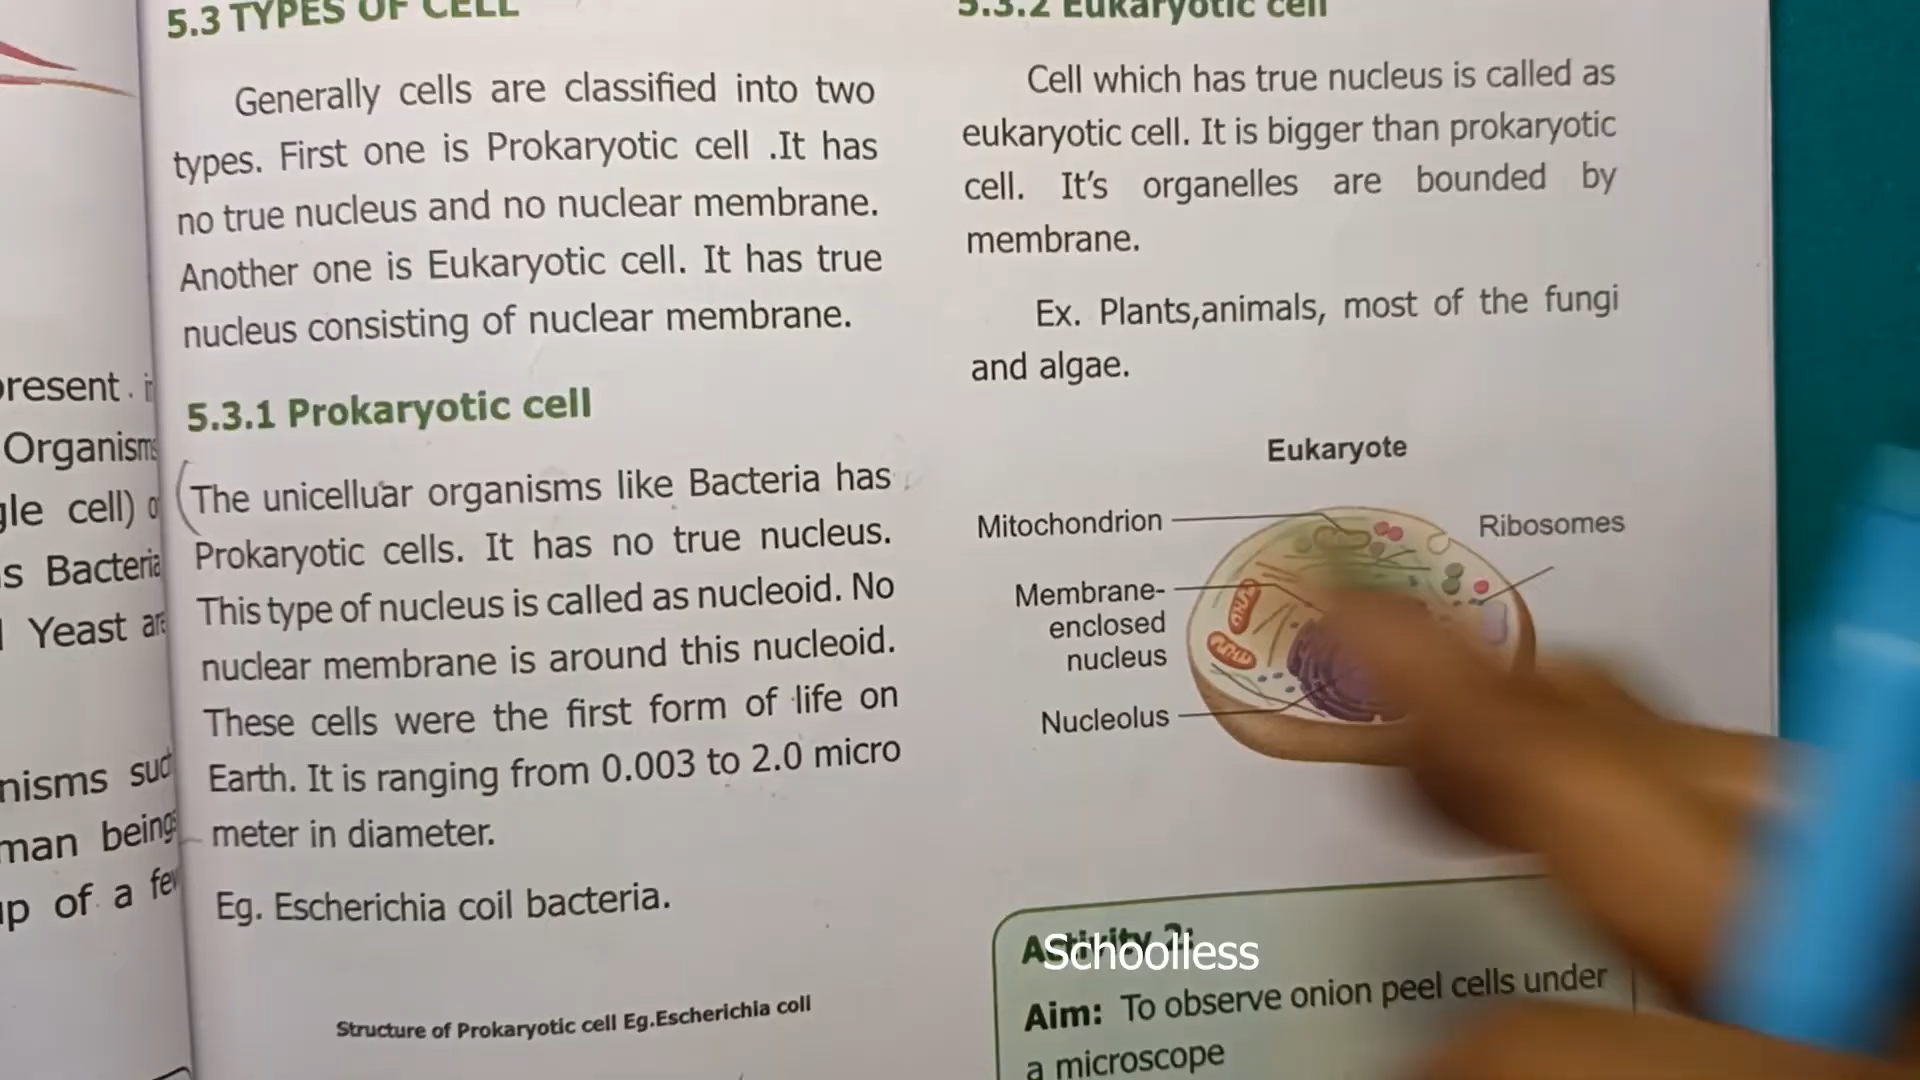 5.3 TYPES OF CELL
Generally cells are classified into two
types. First one is Prokaryotic cell .It has
no true nucleus and no nuclear membrane.
Another one is Eukaryotic cell. It has true
nucleus consisting of nuclear membrane.
5.3.1 Prokaryotic cell
The unicelluar organisms like Bacteria has
Prokaryotic cells. It has no true nucleus.
This type of nucleus is called as nucleoid. No
nuclear membrane is around this nucleoid.
These cells were the first form of life on
Earth. It is ranging from 0.003 to 2.0 micro
meter in diameter.
Eg. Escherichia coil bacteria.
Structure of Prokaryotic cell Eg.Escherichia coli
5.3.2 Eukaryotic cell
Cell which has true nucleus is called as
eukaryotic cell. It is bigger than prokaryotic
cell. It's organelles are bounded by
membrane.
Ex. Plants,animals, most of the fungi
and algae.
Eukaryote
Mitochondrion
Ribosomes
Membrane-
enclosed
nucleus
Nucleolus
Activity 2:
Schoolless
Aim: To observe onion peel cells under
a microscope
present
Organisms
cell)
Bacteria
Yeast are
of a